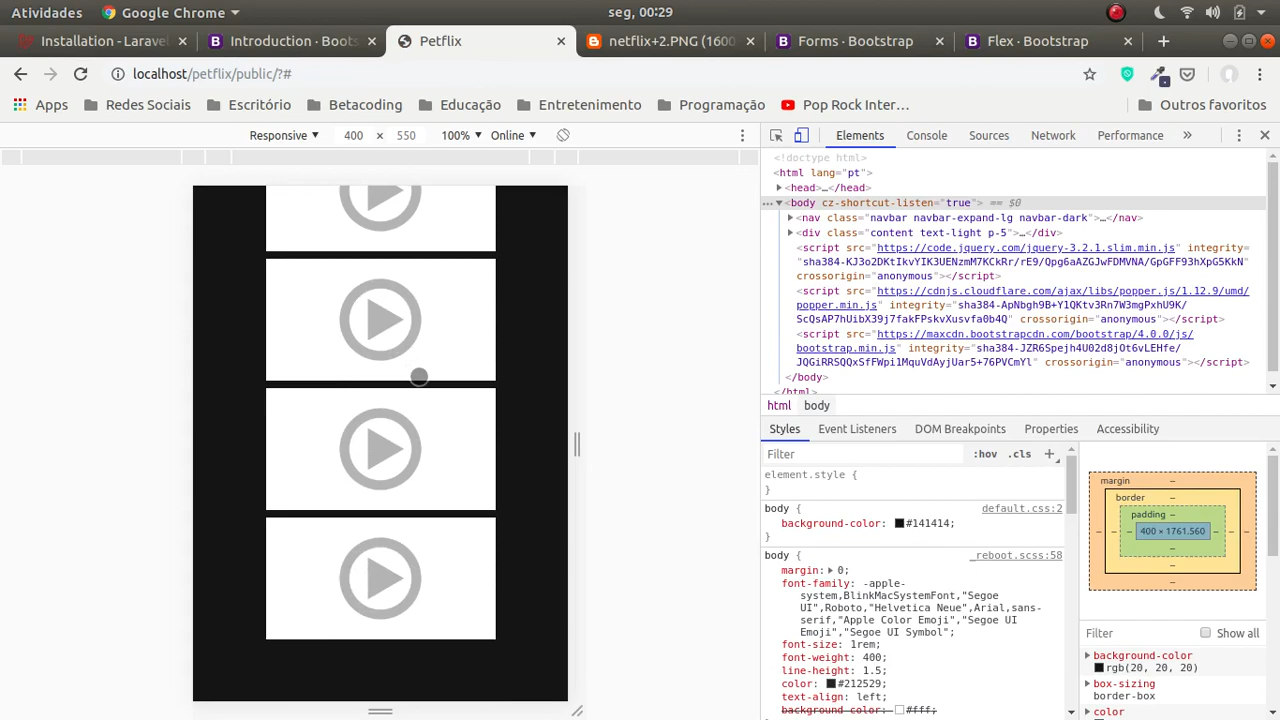 Atividades Google Chrome seg, 00:29
Installation - Laravel Introduction · Boots Petflix netflix+2.PNG (1600 Forms · Bootstrap Flex · Bootstrap
localhost/petflix/public/?#
Apps Redes Sociais Escritório Betacoding Educação Entretenimento Programação Pop Rock Inter… Outros favoritos
Responsive 400 × 550 100% Online
Elements Console Sources Network Performance »
<!doctype html>
<html lang="pt">
<head>…</head>
<body cz-shortcut-listen="true"> == $0
<nav class="navbar navbar-expand-lg navbar-dark">…</nav>
<div class="content text-light p-5">…</div>
<script src="https://code.jquery.com/jquery-3.2.1.slim.min.js" integrity=
"sha384-KJ3o2DKtIkvYIK3UENzmM7KCkRr/rE9/Qpg6aAZGJwFDMVNA/GpGFF93hXpG5KkN"
crossorigin="anonymous"></script>
<script src="https://cdnjs.cloudflare.com/ajax/libs/popper.js/1.12.9/umd/
popper.min.js" integrity="sha384-ApNbgh9B+Y1QKtv3Rn7W3mgPxhU9K/
ScQsAP7hUibX39j7fakFPskvXusvfa0b4Q" crossorigin="anonymous"></script>
<script src="https://maxcdn.bootstrapcdn.com/bootstrap/4.0.0/js/
bootstrap.min.js" integrity="sha384-JZR6Spejh4U02d8jOt6vLEHfe/
JQGiRRSQQxSfFWpi1MquVdAyjUar5+76PVCmYl" crossorigin="anonymous"></script>
</body>
</html>
html body
Styles Event Listeners DOM Breakpoints Properties Accessibility
Filter :hov .cls +
element.style {
}
body { default.css:2
background-color: #141414;
}
body { _reboot.scss:58
margin: 0;
font-family: -apple-
system,BlinkMacSystemFont,"Segoe
UI",Roboto,"Helvetica Neue",Arial,sans-
serif,"Apple Color Emoji","Segoe UI
Emoji","Segoe UI Symbol";
font-size: 1rem;
font-weight: 400;
line-height: 1.5;
color: #212529;
text-align: left;
background-color: #fff;
margin –
border –
padding –
– – – 400 × 1761.560 – – –
–
–
–
Filter Show all
background-color
rgb(20, 20, 20)
box-sizing
border-box
color